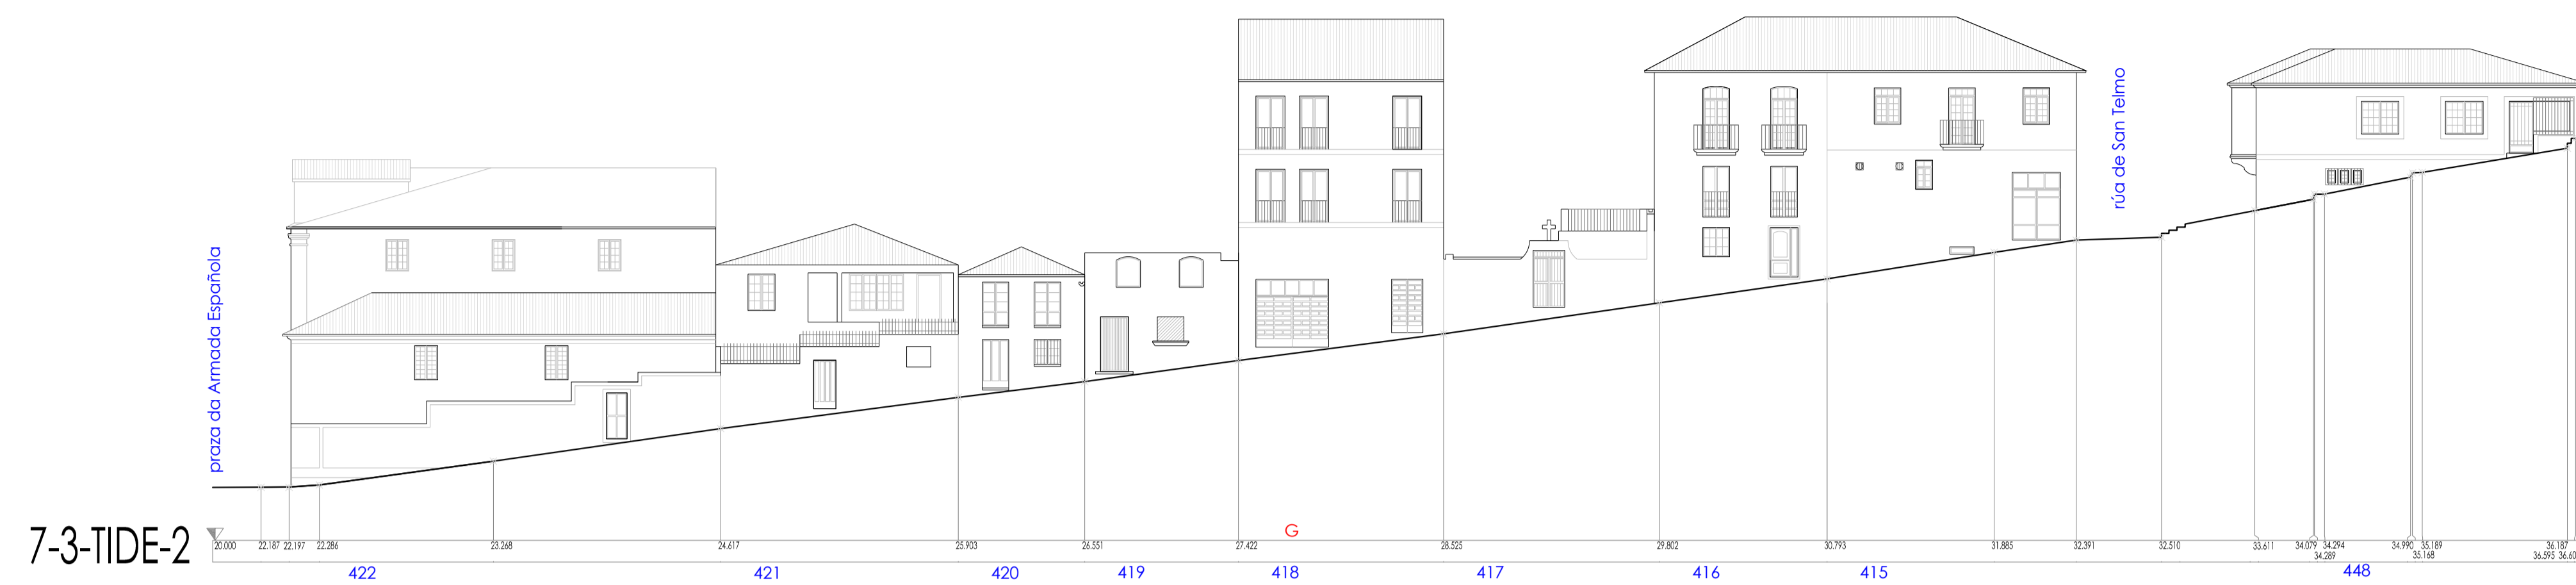 praza da Armada Española
rúa de San Telmo
7-3-TIDE-2
G
20.000 22.187 22.197 22.286 23.268 24.617 25.903 26.551 27.422 28.525 29.802 30.793 31.885 32.391 32.510 33.611 34.079 34.294 34.990 35.189 36.187
34.289 35.168 36.595
422 421 420 419 418 417 416 415 448